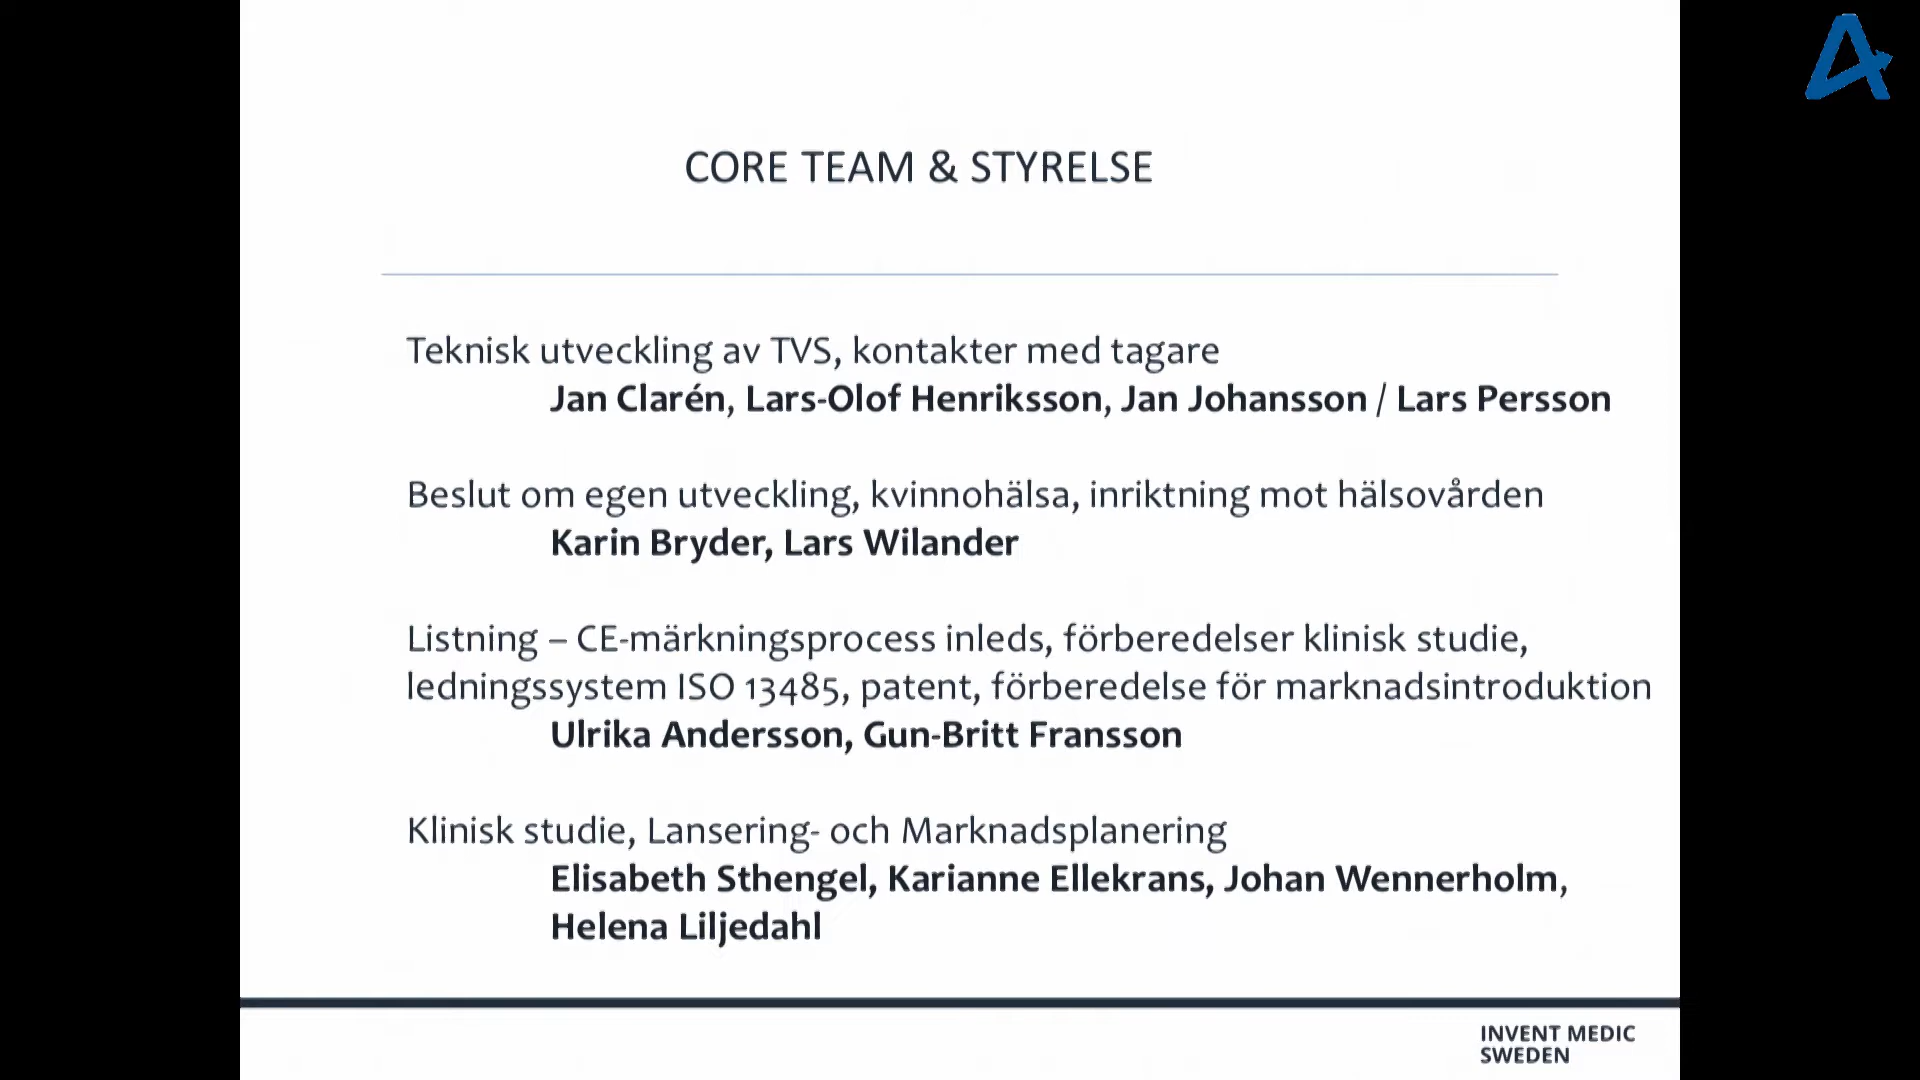 CORE TEAM & STYRELSE
Teknisk utveckling av TVS, kontakter med tagare
Jan Clarén, Lars-Olof Henriksson, Jan Johansson / Lars Persson
Beslut om egen utveckling, kvinnohälsa, inriktning mot hälsovården
Karin Bryder, Lars Wilander
Listning – CE-märkningsprocess inleds, förberedelser klinisk studie,
ledningssystem ISO 13485, patent, förberedelse för marknadsintroduktion
Ulrika Andersson, Gun-Britt Fransson
Klinisk studie, Lansering- och Marknadsplanering
Elisabeth Sthengel, Karianne Ellekrans, Johan Wennerholm,
Helena Liljedahl
INVENT MEDIC
SWEDEN